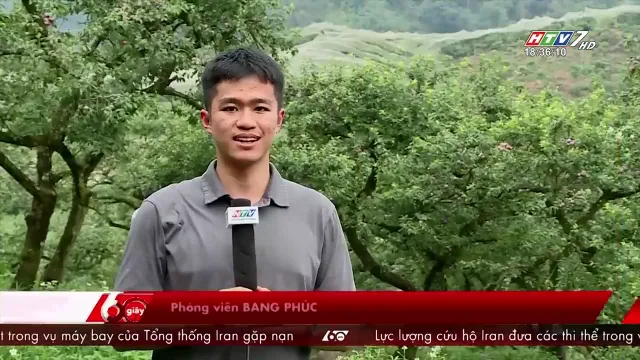 HTV7 HD
18:36:10
HTV
60 giây
Phóng viên BANG PHÚC
t trong vụ máy bay của Tổng thống Iran gặp nạn 60 Lực lượng cứu hộ Iran đưa các thi thể trong v